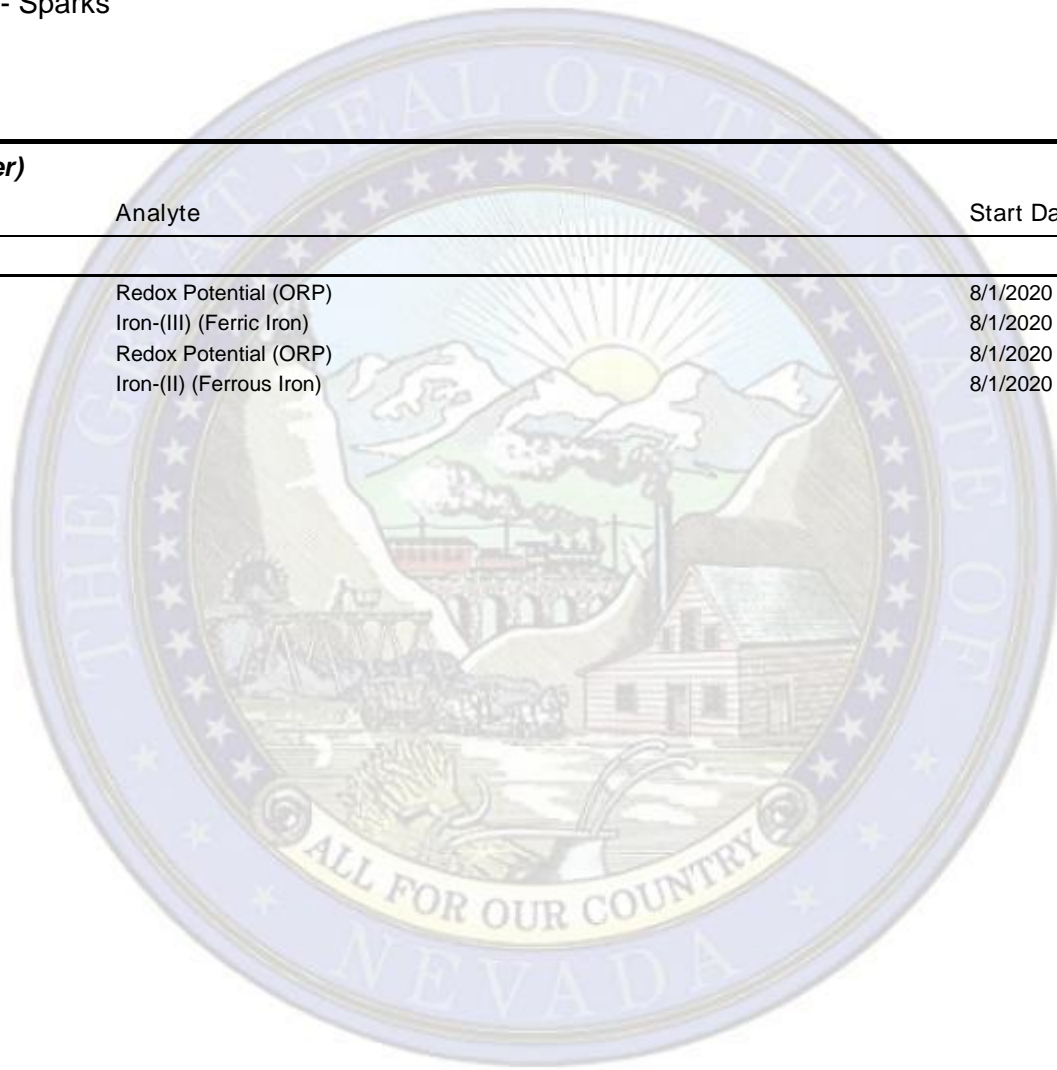 - Sparks
er)
Analyte Start Da
Redox Potential (ORP) 8/1/2020
Iron-(III) (Ferric Iron) 8/1/2020
Redox Potential (ORP) 8/1/2020
Iron-(II) (Ferrous Iron) 8/1/2020
THE GREAT SEAL OF THE STATE OF
ALL FOR OUR COUNTRY
NEVADA